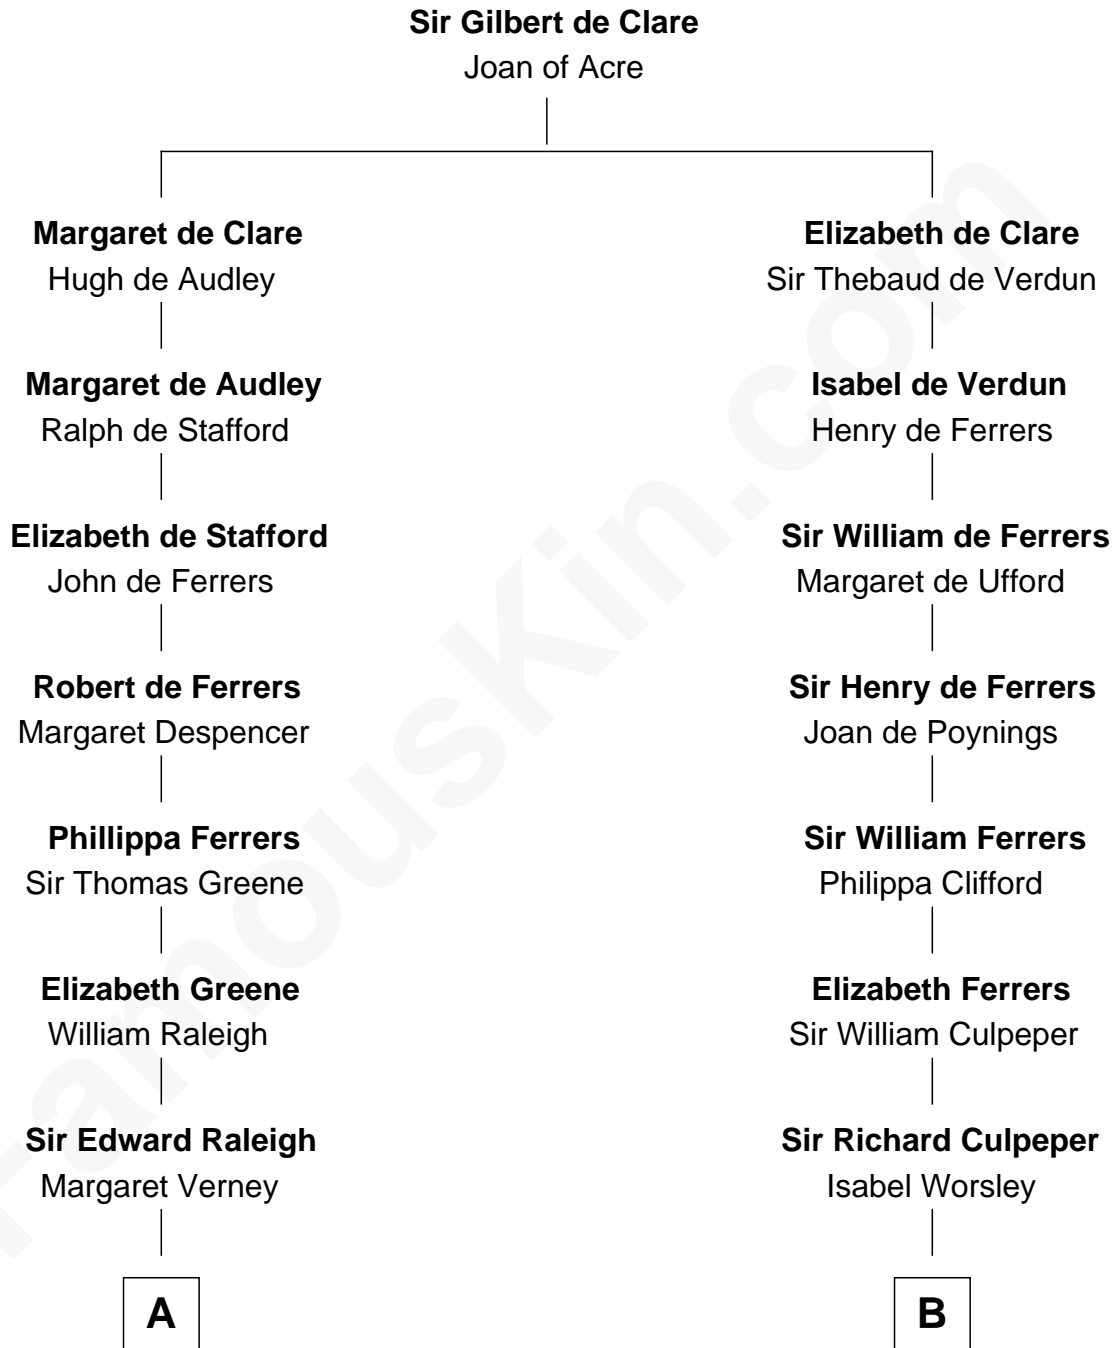 Sir Gilbert de Clare
Joan of Acre
Margaret de Clare
Hugh de Audley
Elizabeth de Clare
Sir Thebaud de Verdun
Margaret de Audley
Ralph de Stafford
Isabel de Verdun
Henry de Ferrers
Elizabeth de Stafford
John de Ferrers
Sir William de Ferrers
Margaret de Ufford
Robert de Ferrers
Margaret Despencer
Sir Henry de Ferrers
Joan de Poynings
Phillippa Ferrers
Sir Thomas Greene
Sir William Ferrers
Philippa Clifford
Elizabeth Greene
William Raleigh
Elizabeth Ferrers
Sir William Culpeper
Sir Edward Raleigh
Margaret Verney
Sir Richard Culpeper
Isabel Worsley
A
B
FamousKin.com